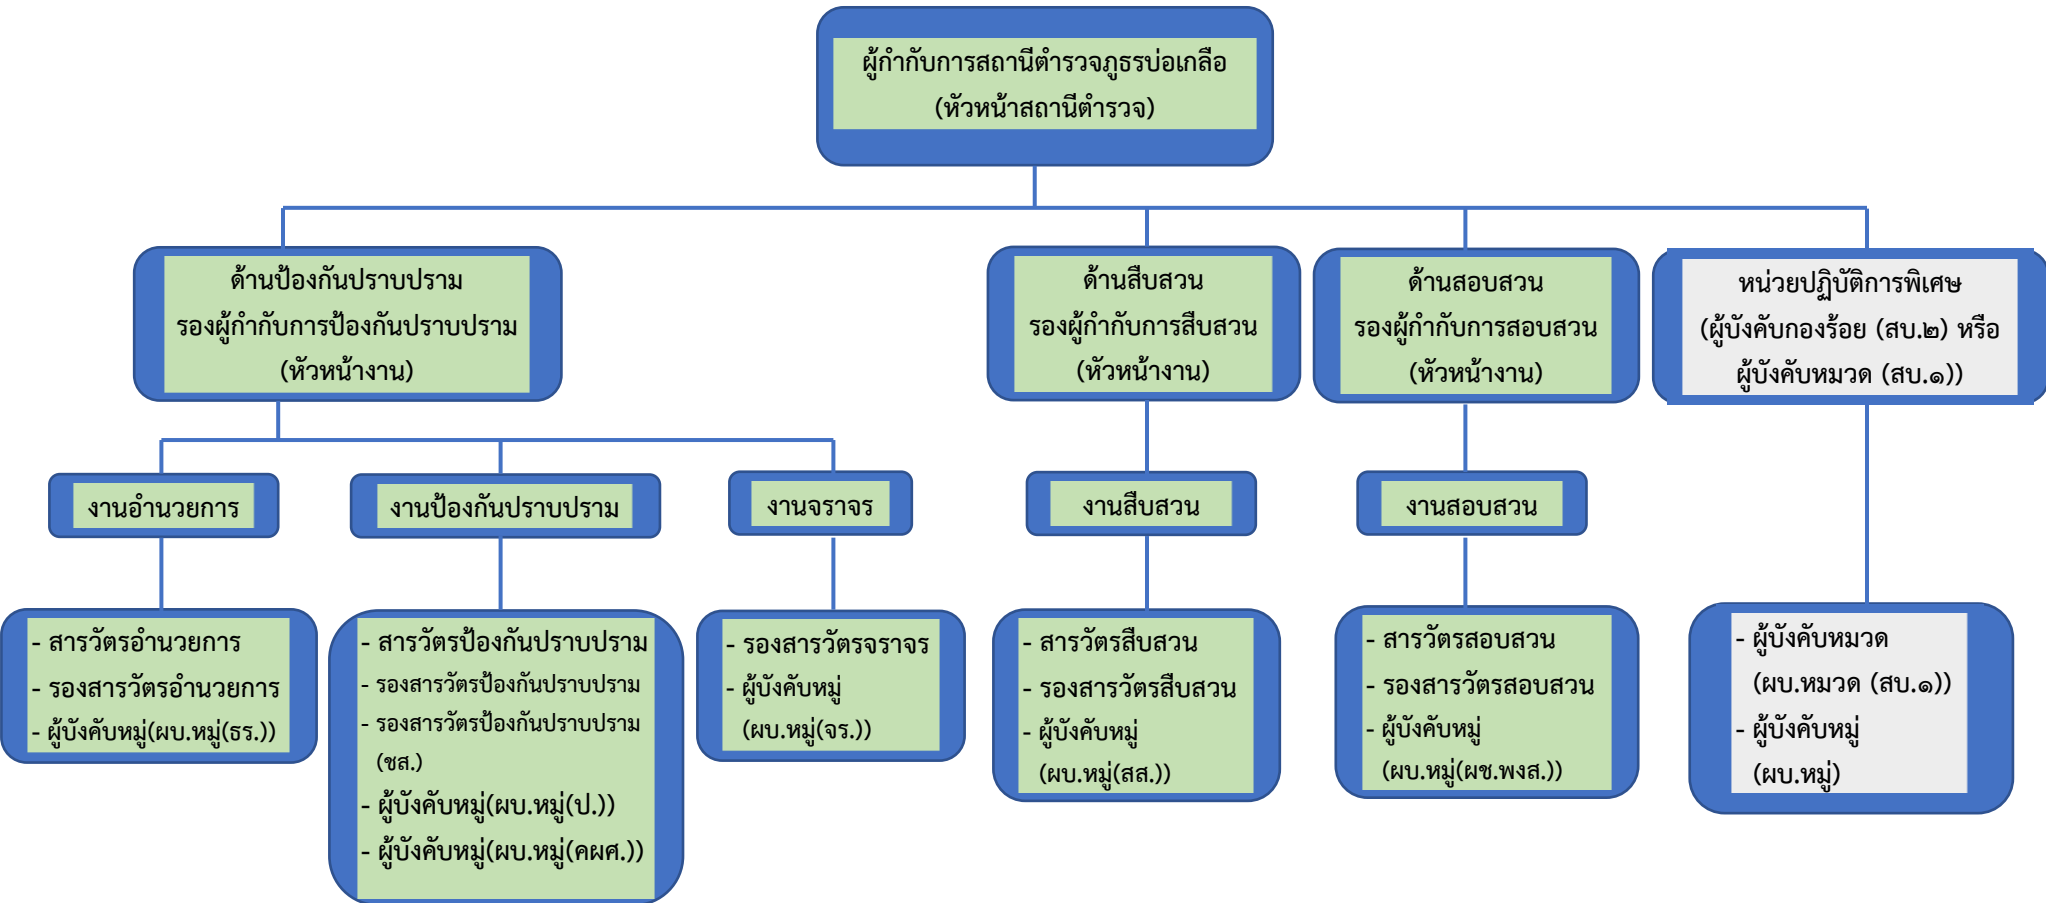 ผู้กำกับการสถานีตำรวจภูธรบ่อเกลือ
(หัวหน้าสถานีตำรวจ)
ด้านป้องกันปราบปราม
รองผู้กำกับการป้องกันปราบปราม
(หัวหน้างาน)
ด้านสืบสวน
รองผู้กำกับการสืบสวน
(หัวหน้างาน)
ด้านสอบสวน
รองผู้กำกับการสอบสวน
(หัวหน้างาน)
หน่วยปฏิบัติการพิเศษ
(ผู้บังคับกองร้อย (สบ.๒) หรือ
ผู้บังคับหมวด (สบ.๑))
งานอำนวยการ
งานป้องกันปราบปราม
งานจราจร
งานสืบสวน
งานสอบสวน
- สารวัตรอำนวยการ
- รองสารวัตรอำนวยการ
- ผู้บังคับหมู่(ผบ.หมู่(ธร.))
- สารวัตรป้องกันปราบปราม
- รองสารวัตรป้องกันปราบปราม
- รองสารวัตรป้องกันปราบปราม
(ชส.)
- ผู้บังคับหมู่(ผบ.หมู่(ป.))
- ผู้บังคับหมู่(ผบ.หมู่(คผศ.))
- รองสารวัตรจราจร
- ผู้บังคับหมู่
(ผบ.หมู่(จร.))
- สารวัตรสืบสวน
- รองสารวัตรสืบสวน
- ผู้บังคับหมู่
(ผบ.หมู่(สส.))
- สารวัตรสอบสวน
- รองสารวัตรสอบสวน
- ผู้บังคับหมู่
(ผบ.หมู่(ผช.พงส.))
- ผู้บังคับหมวด
(ผบ.หมวด (สบ.๑))
- ผู้บังคับหมู่
(ผบ.หมู่)